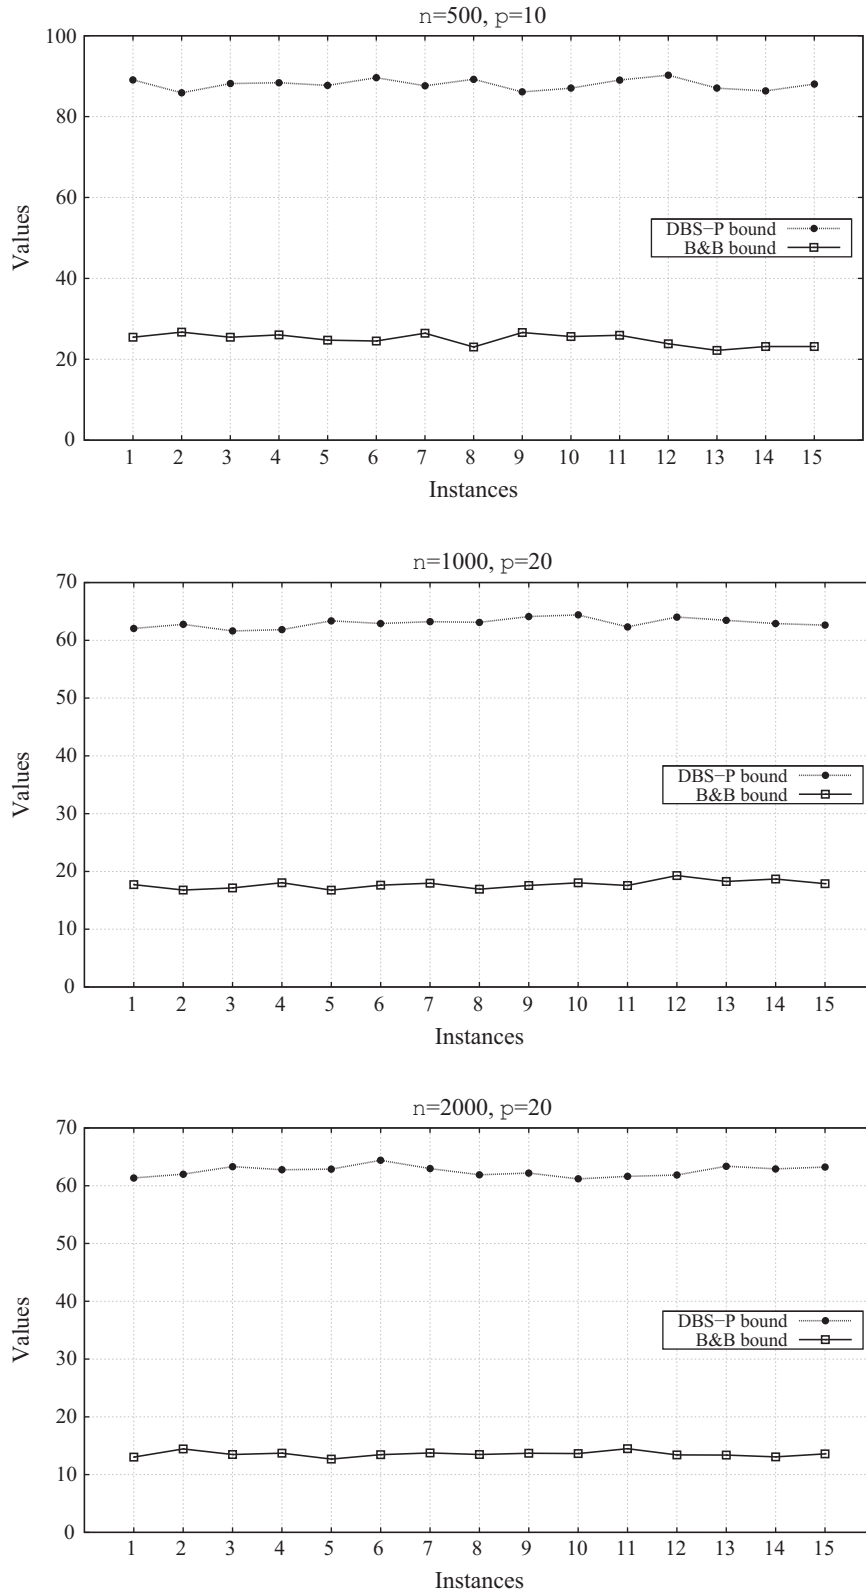 n=500, p=10
100
80
60
40
20
0
Values
DBS−P bound
B&B bound
1 2 3 4 5 6 7 8 9 10 11 12 13 14 15
Instances
n=1000, p=20
70
60
50
40
30
20
10
0
Values
DBS−P bound
B&B bound
1 2 3 4 5 6 7 8 9 10 11 12 13 14 15
Instances
n=2000, p=20
70
60
50
40
30
20
10
0
Values
DBS−P bound
B&B bound
1 2 3 4 5 6 7 8 9 10 11 12 13 14 15
Instances